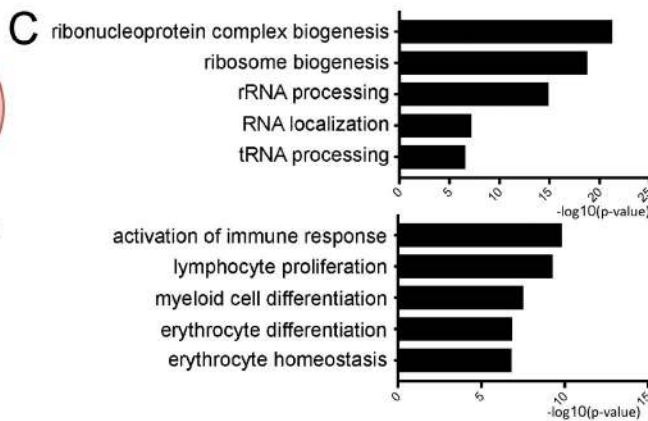 C
ribonucleoprotein complex biogenesis
ribosome biogenesis
rRNA processing
RNA localization
tRNA processing
0 5 10 15 20 25
-log10(p-value)
activation of immune response
lymphocyte proliferation
myeloid cell differentiation
erythrocyte differentiation
erythrocyte homeostasis
0 5 10 15
-log10(p-value)